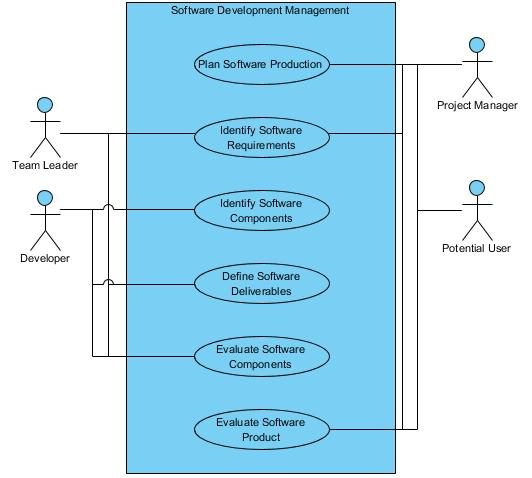 Software Development Management
Plan Software Production
Project Manager
Identify Software
Requirements
Team Leader
Identify Software
Components
Developer
Potential User
Define Software
Deliverables
Evaluate Software
Components
Evaluate Software
Product